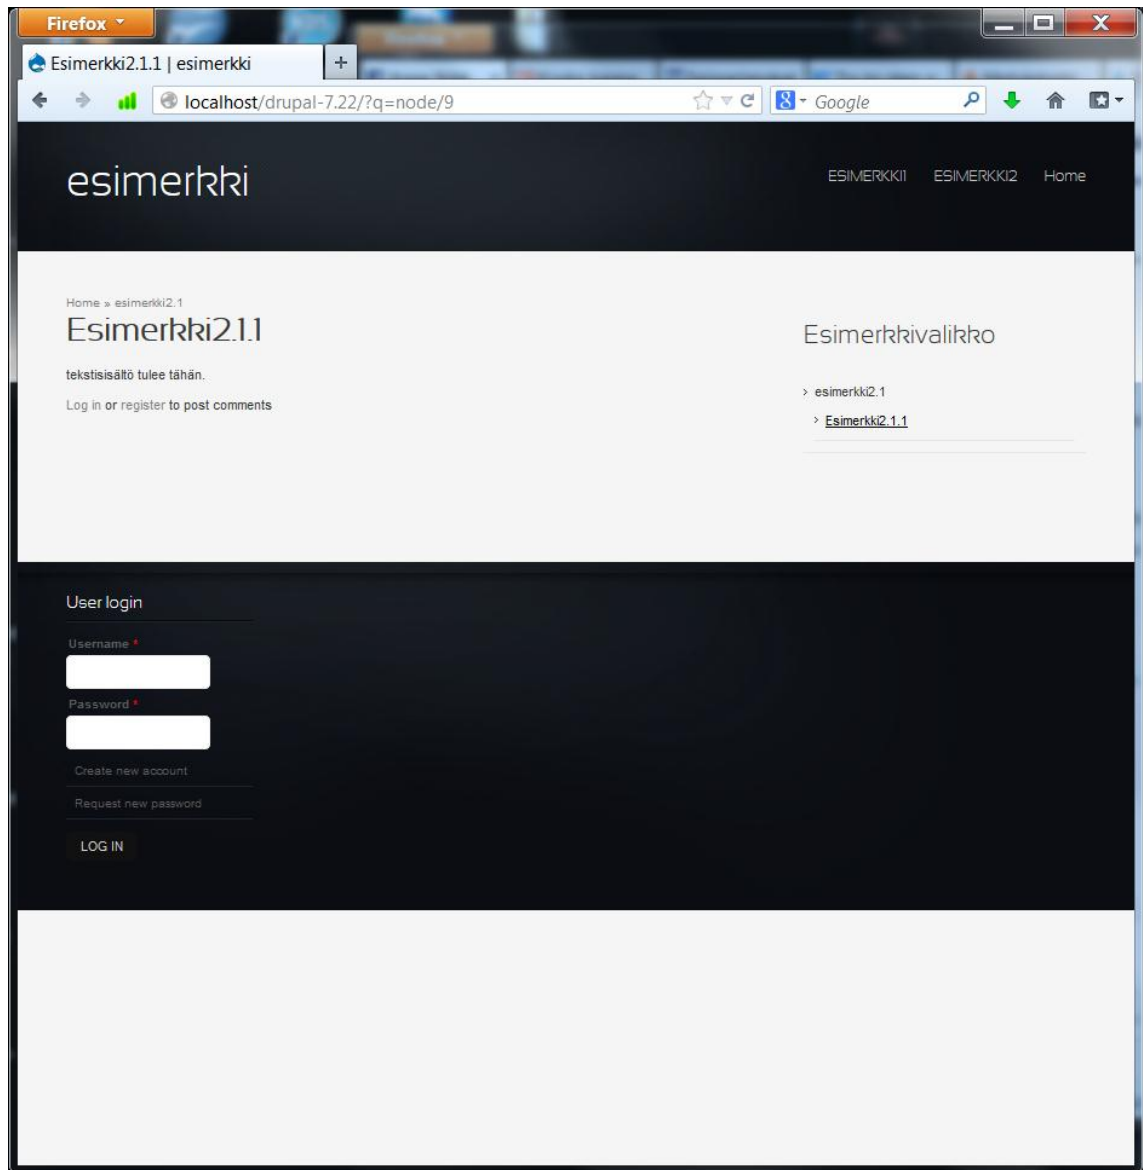 Firefox
Esimerkki2.1.1 | esimerkki
+
localhost/drupal-7.22/?q=node/9
8
Google
esimerkki
ESIMERKKI1
ESIMERKKI2
Home
Home » esimerkki2.1
Esimerkki2.1.1
tekstisisältö tulee tähän.
Log in or register to post comments
Esimerkkivalikko
esimerkki2.1
Esimerkki2.1.1
User login
Username *
Password *
Create new account
Request new password
LOG IN